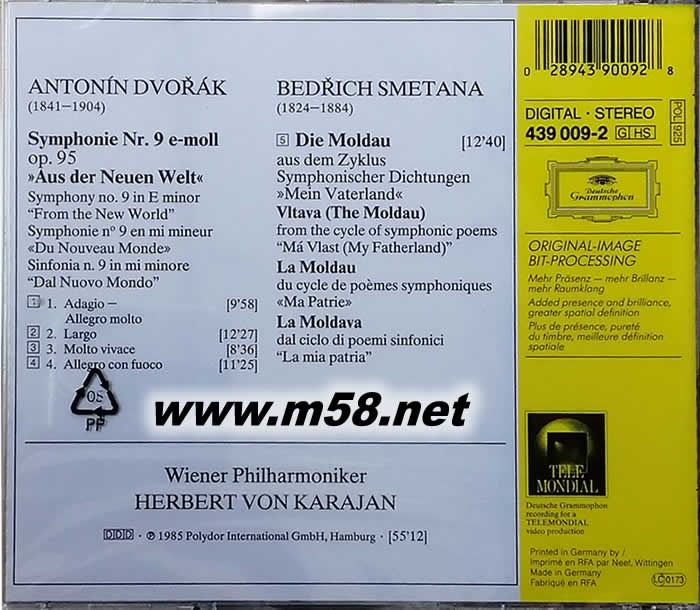 ANTONÍN DVOŘÁK
(1841–1904)
Symphonie Nr. 9 e-moll
op. 95
»Aus der Neuen Welt«
Symphony no. 9 in E minor
“From the New World”
Symphonie nº 9 en mi mineur
«Du Nouveau Monde»
Sinfonia n. 9 in mi minore
“Dal Nuovo Mondo”
1 1. Adagio – [9'58]
Allegro molto
2 2. Largo [12'27]
3 3. Molto vivace [8'36]
4 4. Allegro con fuoco [11'25]
05
PP
BEDŘICH SMETANA
(1824–1884)
5 Die Moldau [12'40]
aus dem Zyklus
Symphonischer Dichtungen
»Mein Vaterland«
Vltava (The Moldau)
from the cycle of symphonic poems
“Má Vlast (My Fatherland)”
La Moldau
du cycle de poèmes symphoniques
«Ma Patrie»
La Moldava
dal ciclo di poemi sinfonici
“La mia patria”
www.m58.net
Wiener Philharmoniker
HERBERT VON KARAJAN
DDD · ℗ 1985 Polydor International GmbH, Hamburg · [55'12]
0 28943 90092 8
DIGITAL · STEREO
439 009-2 G HS
POL 925
Deutsche
Grammophon
ORIGINAL-IMAGE
BIT-PROCESSING
Mehr Präsenz – mehr Brillanz –
mehr Raumklang
Added presence and brilliance,
greater spatial definition
Plus de présence, pureté
du timbre, meilleure définition
spatiale
TELE
MONDIAL
Deutsche Grammophon
recording for a
TELEMONDIAL
video production
Printed in Germany by /
Imprimé en RFA par Neef, Wittingen
Made in Germany
Fabriqué en RFA
LC 0173